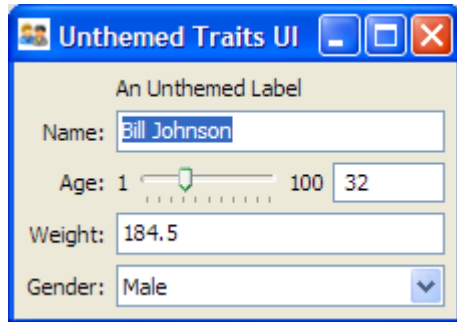 Unthemed Traits UI
An Unthemed Label
Name: Bill Johnson
Age: 1 100 32
Weight: 184.5
Gender: Male